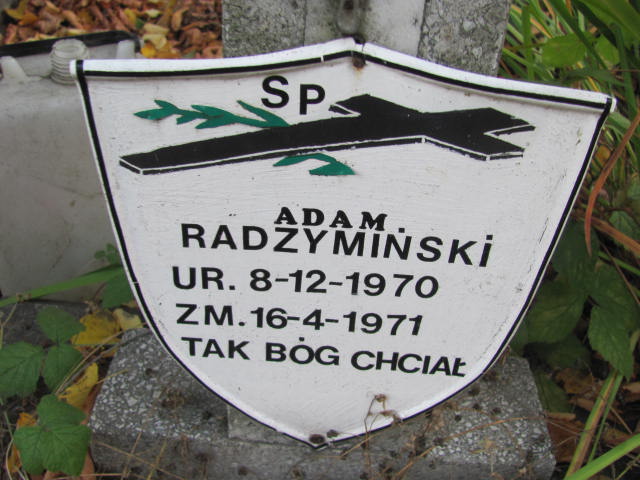 SP
ADAM
RADZYMIŃSKI
UR. 8-12-1970
ZM. 16-4-1971
TAK BÓG CHCIAŁ